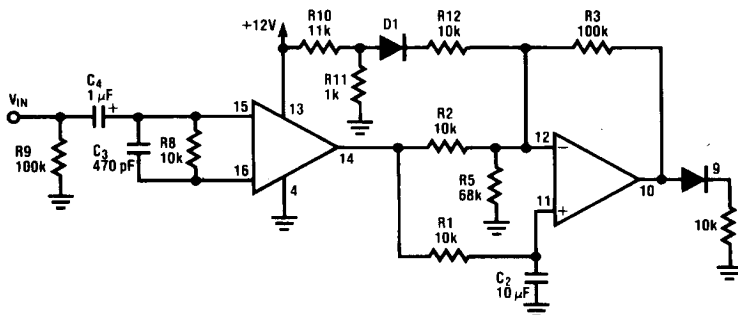 +12V
R10
11k
D1
R12
10k
R3
100k
R11
1k
C4
1 µF
+
VIN
15
13
R2
10k
12
−
R9
100k
C3
470 pF
R8
10k
14
16
4
R5
68k
11
+
10
9
10k
R1
10k
C2
10 µF